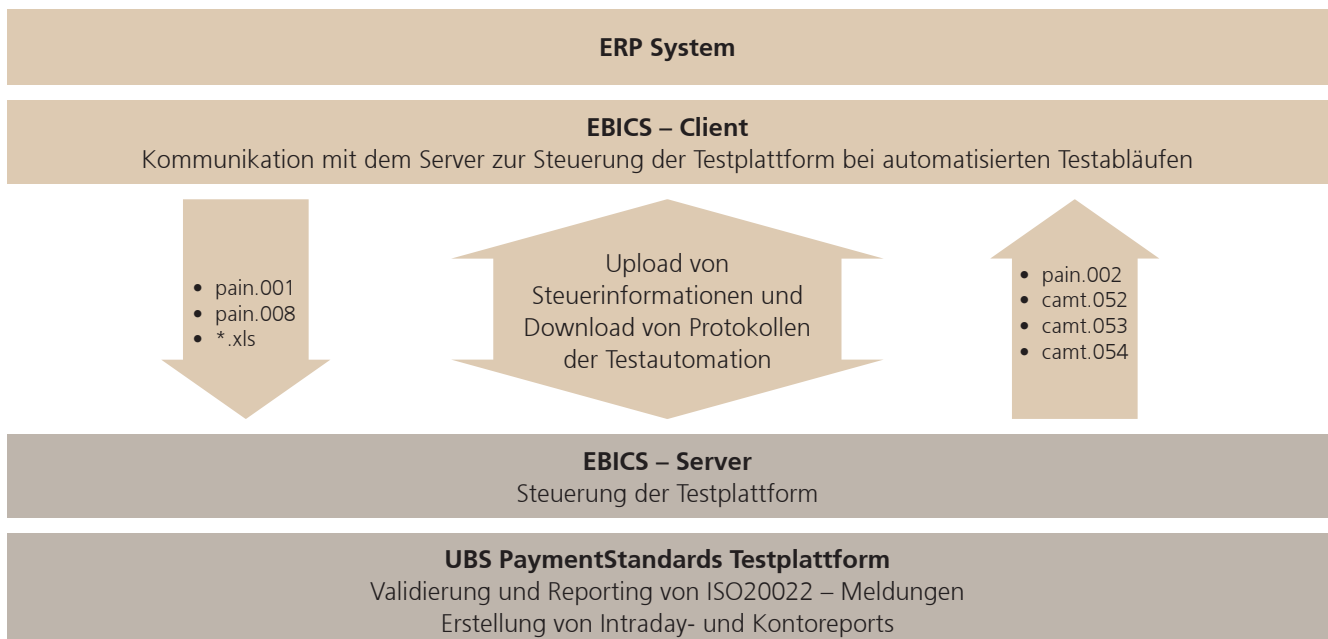 ERP System
EBICS – Client
Kommunikation mit dem Server zur Steuerung der Testplattform bei automatisierten Testabläufen
• pain.001
• pain.008
• *.xls
Upload von
Steuerinformationen und
Download von Protokollen
der Testautomation
• pain.002
• camt.052
• camt.053
• camt.054
EBICS – Server
Steuerung der Testplattform
UBS PaymentStandards Testplattform
Validierung und Reporting von ISO20022 – Meldungen
Erstellung von Intraday- und Kontoreports